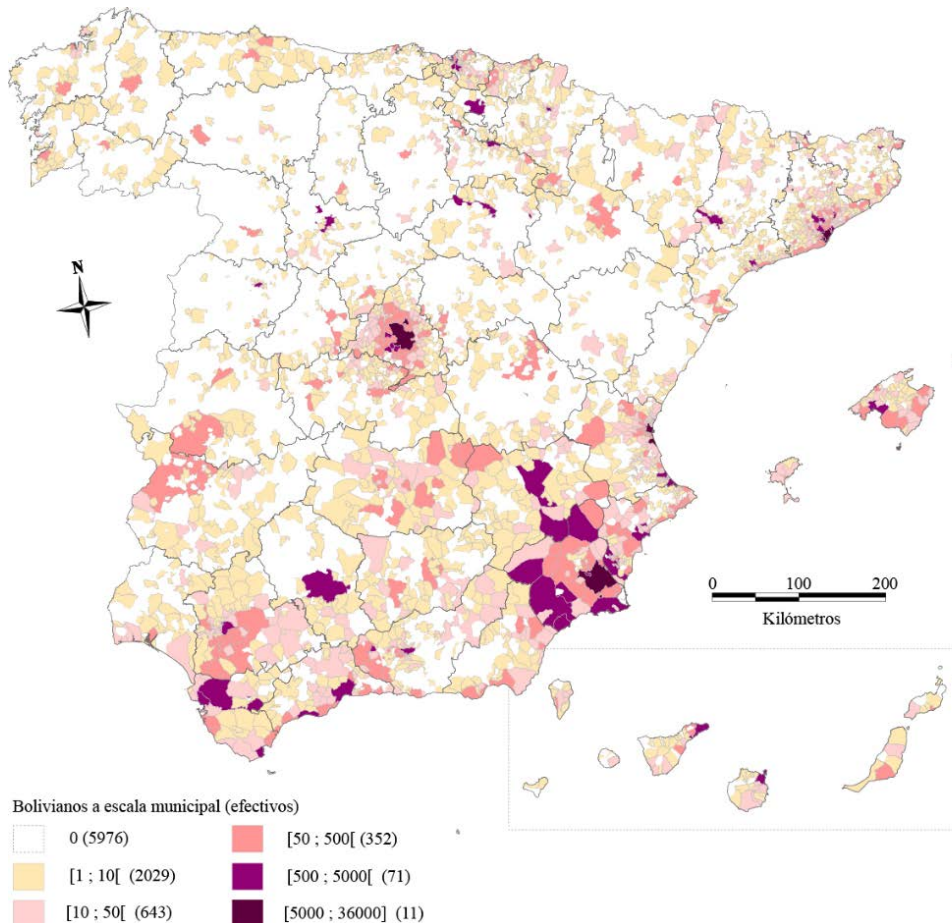 N
0 100 200
Kilómetros
Bolivianos a escala municipal (efectivos)
0 (5976)
[1 ; 10[ (2029)
[10 ; 50[ (643)
[50 ; 500[ (352)
[500 ; 5000[ (71)
[5000 ; 36000] (11)